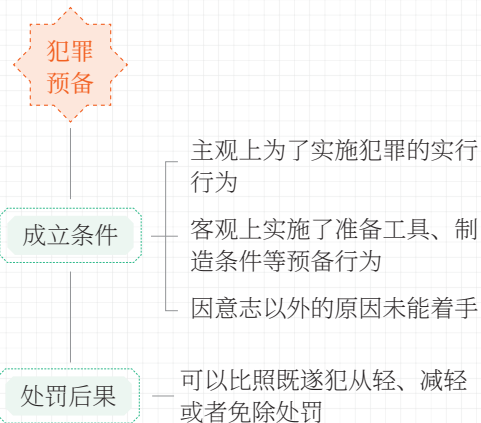 犯罪
预备
成立条件
主观上为了实施犯罪的实行
行为
客观上实施了准备工具、制
造条件等预备行为
因意志以外的原因未能着手
处罚后果
可以比照既遂犯从轻、减轻
或者免除处罚